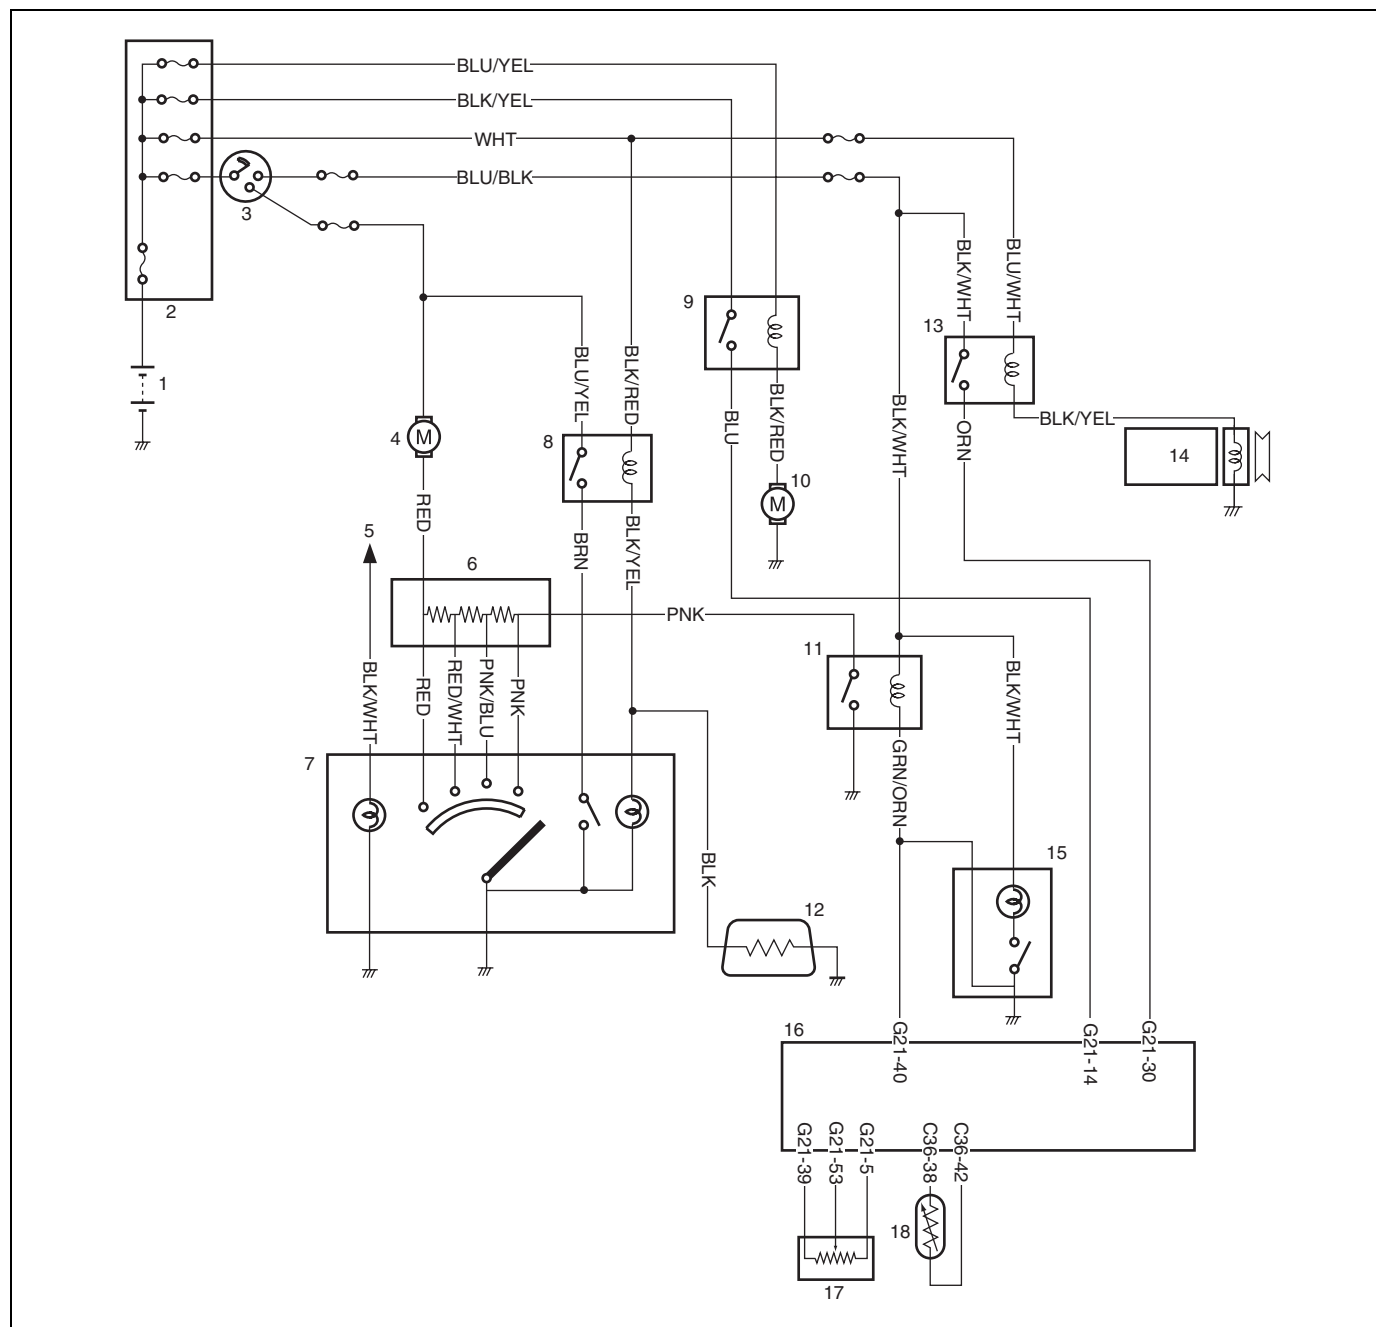 BLU/YEL
BLK/YEL
WHT
BLU/BLK
3
2
1
BLU/YEL
BLK/RED
9
BLK/WHT
BLU/WHT
13
BLU
BLK/RED
BLK/WHT
ORN
BLK/YEL
4
M
8
14
10
M
RED
BRN
BLK/YEL
5
6
PNK
11
BLK/WHT
RED
RED/WHT
PNK/BLU
PNK
BLK/WHT
7
GRN/ORN
BLK
15
12
16
G21-40
G21-14
G21-30
G21-39
G21-53
G21-5
C36-38
C36-42
18
17